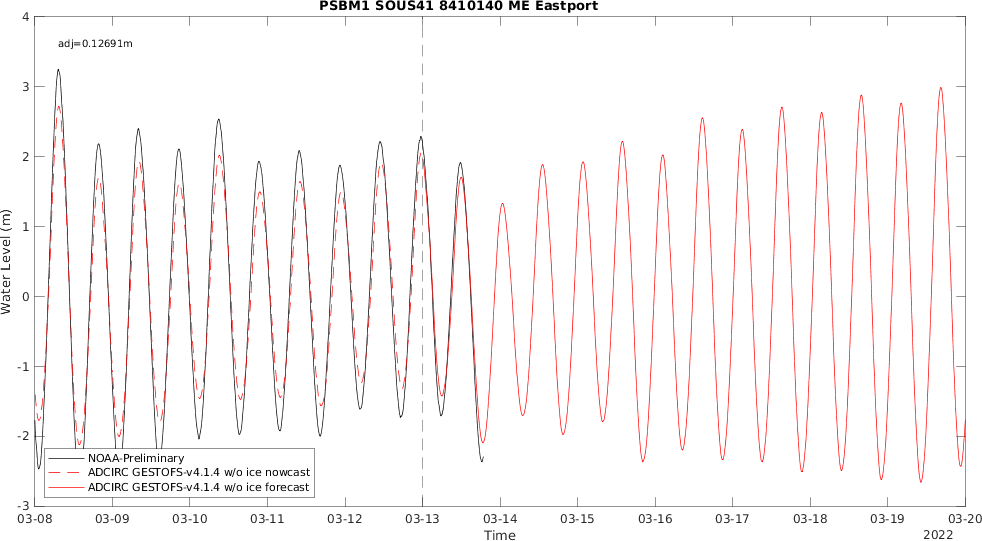 PSBM1 SOUS41 8410140 ME Eastport
adj=0.12691m
4
3
2
1
0
-1
-2
-3
Water Level (m)
NOAA-Preliminary
ADCIRC GESTOFS-v4.1.4 w/o ice nowcast
ADCIRC GESTOFS-v4.1.4 w/o ice forecast
03-08 03-09 03-10 03-11 03-12 03-13 03-14 03-15 03-16 03-17 03-18 03-19 03-20
Time
2022